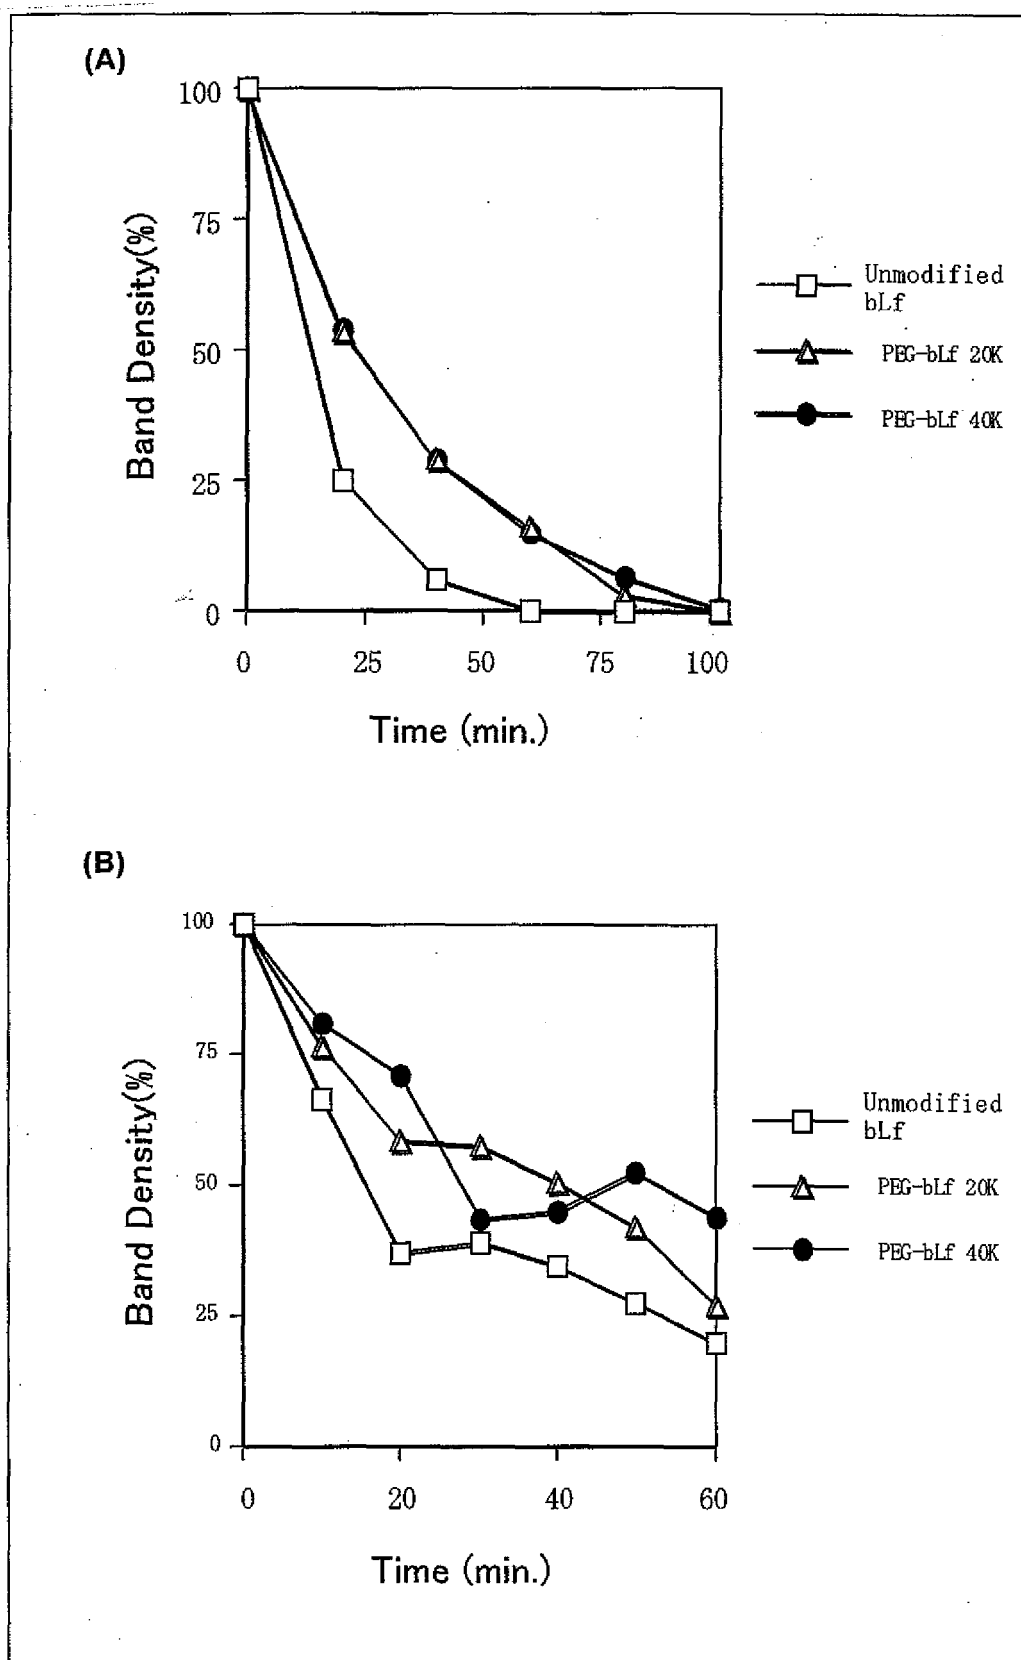 (A)
100
75
50
25
0
Band Density(%)
0 25 50 75 100
Time (min.)
Unmodified
bLf
PEG-bLf 20K
PEG-bLf 40K
(B)
100
75
50
25
0
Band Density(%)
0 20 40 60
Time (min.)
Unmodified
bLf
PEG-bLf 20K
PEG-bLf 40K